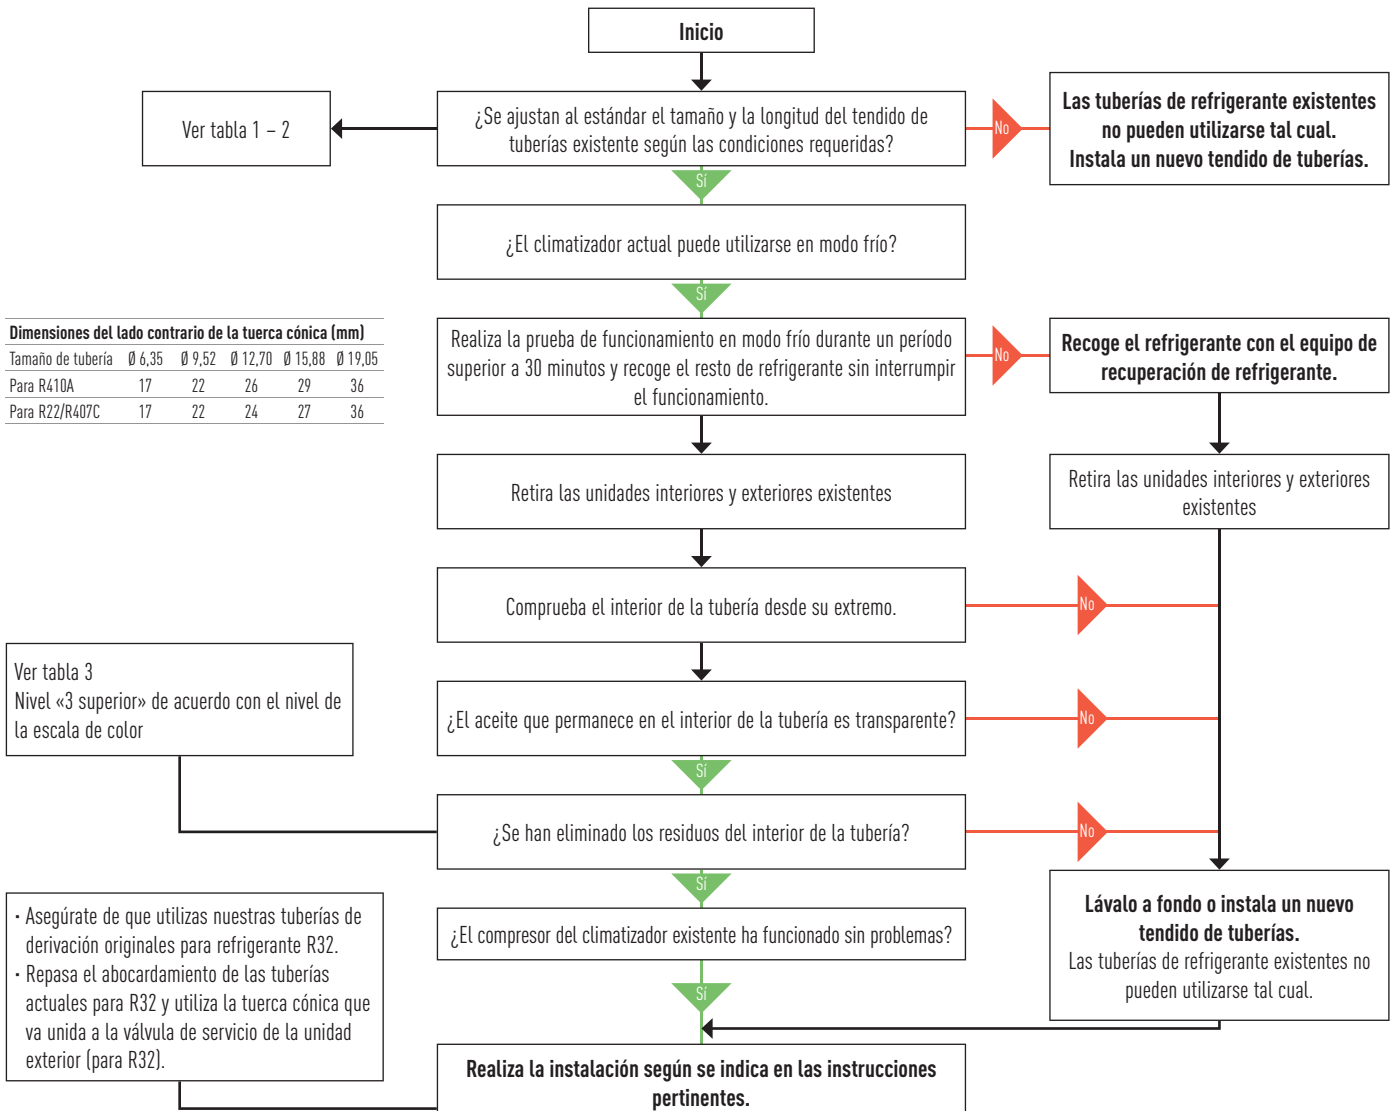 Inicio
Ver tabla 1 – 2
¿Se ajustan al estándar el tamaño y la longitud del tendido de
tuberías existente según las condiciones requeridas?
No
Las tuberías de refrigerante existentes
no pueden utilizarse tal cual.
Instala un nuevo tendido de tuberías.
Sí
¿El climatizador actual puede utilizarse en modo frío?
Sí
Dimensiones del lado contrario de la tuerca cónica (mm)
Tamaño de tubería Ø 6,35 Ø 9,52 Ø 12,70 Ø 15,88 Ø 19,05
Para R410A 17 22 26 29 36
Para R22/R407C 17 22 24 27 36
Realiza la prueba de funcionamiento en modo frío durante un período
superior a 30 minutos y recoge el resto de refrigerante sin interrumpir
el funcionamiento.
No
Recoge el refrigerante con el equipo de
recuperación de refrigerante.
Retira las unidades interiores y exteriores existentes
Retira las unidades interiores y exteriores
existentes
Comprueba el interior de la tubería desde su extremo.
No
Ver tabla 3
Nivel «3 superior» de acuerdo con el nivel de
la escala de color
¿El aceite que permanece en el interior de la tubería es transparente?
No
Sí
¿Se han eliminado los residuos del interior de la tubería?
No
Sí
· Asegúrate de que utilizas nuestras tuberías de
derivación originales para refrigerante R32.
· Repasa el abocardamiento de las tuberías
actuales para R32 y utiliza la tuerca cónica que
va unida a la válvula de servicio de la unidad
exterior (para R32).
¿El compresor del climatizador existente ha funcionado sin problemas?
Lávalo a fondo o instala un nuevo
tendido de tuberías.
Las tuberías de refrigerante existentes no
pueden utilizarse tal cual.
Sí
Realiza la instalación según se indica en las instrucciones
pertinentes.